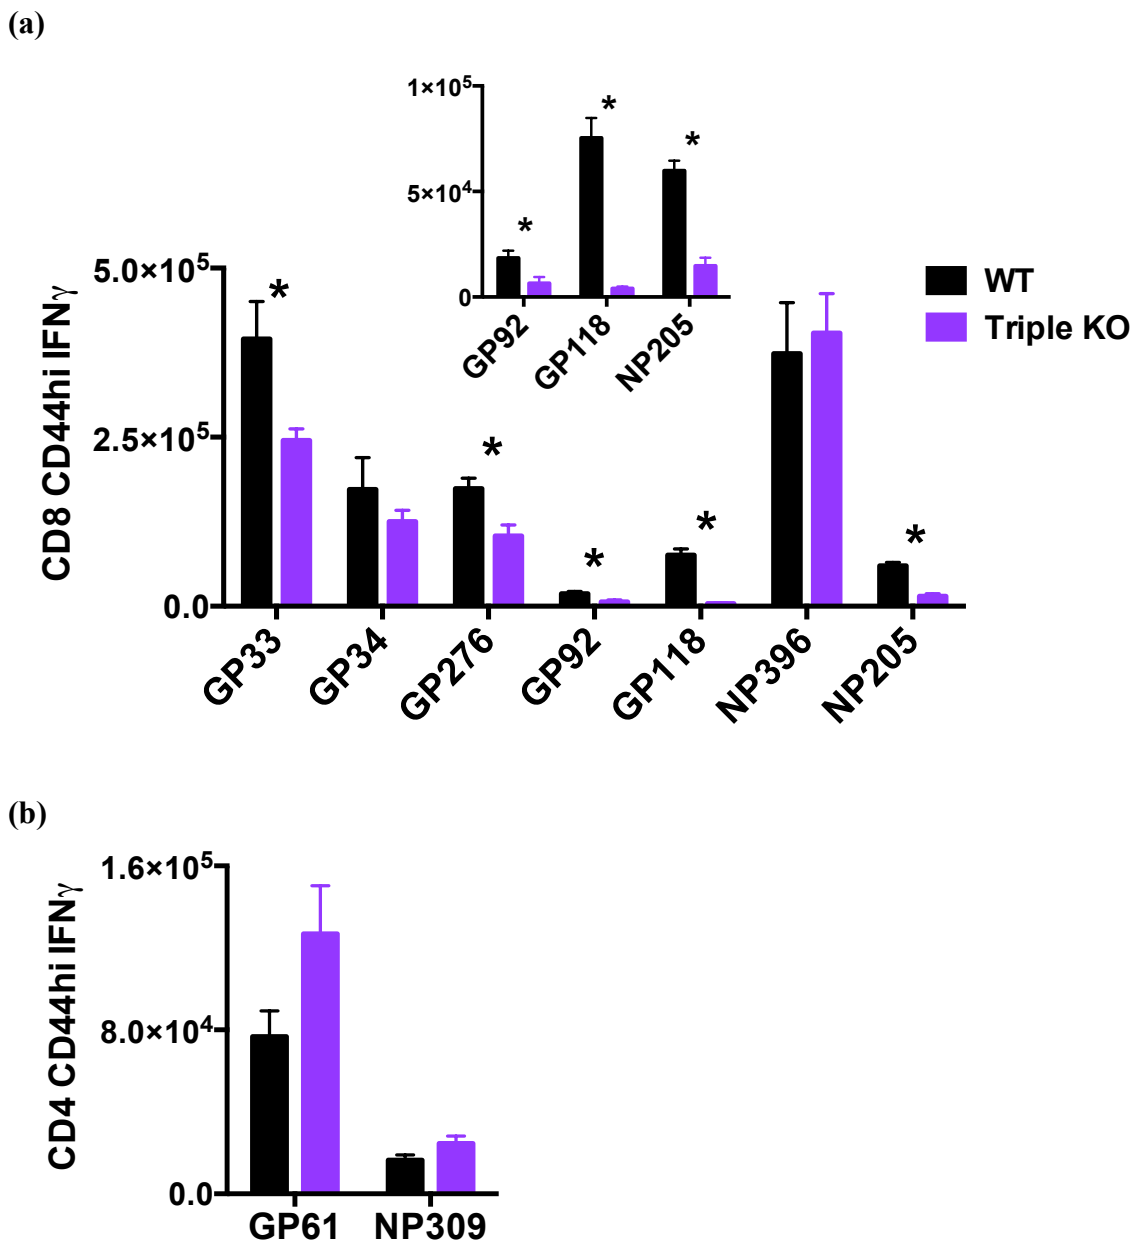 (a)
1×10⁵
5×10⁴
0
*
*
*
GP92
GP118
NP205
WT
Triple KO
CD8 CD44hi IFNγ
5.0×10⁵
2.5×10⁵
0.0
*
*
*
*
*
GP33
GP34
GP276
GP92
GP118
NP396
NP205
(b)
CD4 CD44hi IFNγ
1.6×10⁵
8.0×10⁴
0.0
GP61
NP309